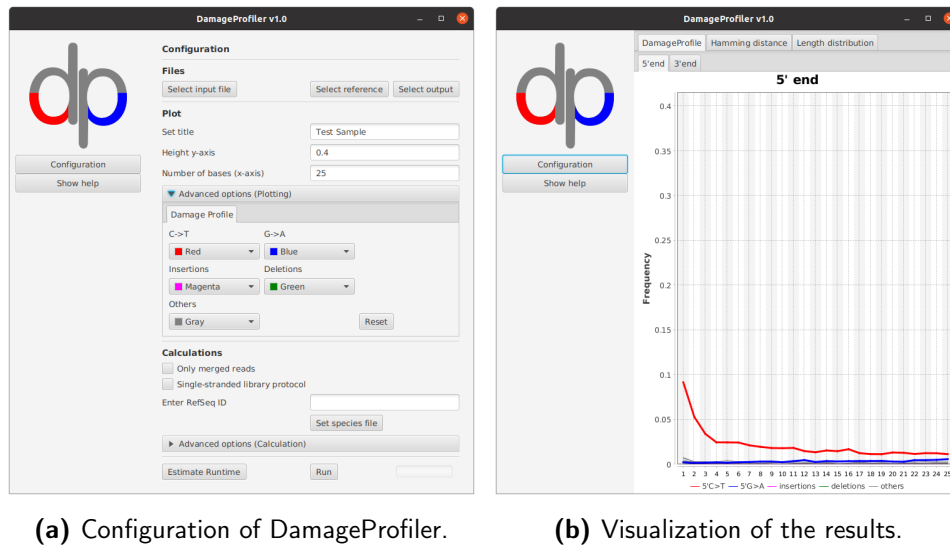 DamageProfiler v1.0
dp
Configuration
Show help
Configuration
Files
Select input file Select reference Select output
Plot
Set title Test Sample
Height y-axis 0.4
Number of bases (x-axis) 25
Advanced options (Plotting)
Damage Profile
C->T G->A
Red Blue
Insertions Deletions
Magenta Green
Others
Gray Reset
Calculations
Only merged reads
Single-stranded library protocol
Enter RefSeq ID
Set species file
Advanced options (Calculation)
Estimate Runtime Run
(a) Configuration of DamageProfiler.
DamageProfiler v1.0
dp
Configuration
Show help
DamageProfile Hamming distance Length distribution
5'end 3'end
5' end
Frequency
0.4
0.35
0.3
0.25
0.2
0.15
0.1
0.05
0
1 2 3 4 5 6 7 8 9 10 11 12 13 14 15 16 17 18 19 20 21 22 23 24 25
5'C>T 5'G>A insertions deletions others
(b) Visualization of the results.